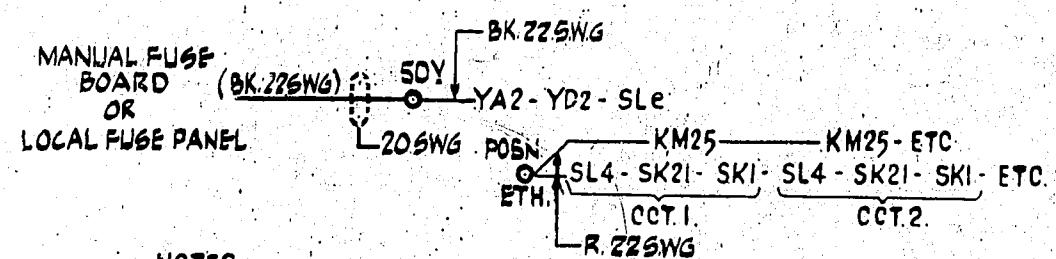 BK.22S.W.G
MANUAL FUSE
BOARD
OR
LOCAL FUSE PANEL
(BK.22SWG)
50Y
YA2 - YD2 - SLe
20SWG
POSN
ETH.
KM25 KM25 - ETC
SL4 - SK21 - SK1 - SL4 - SK21 - SK1 - ETC.
CCT.1. CCT.2.
R.22SWG
NOTES